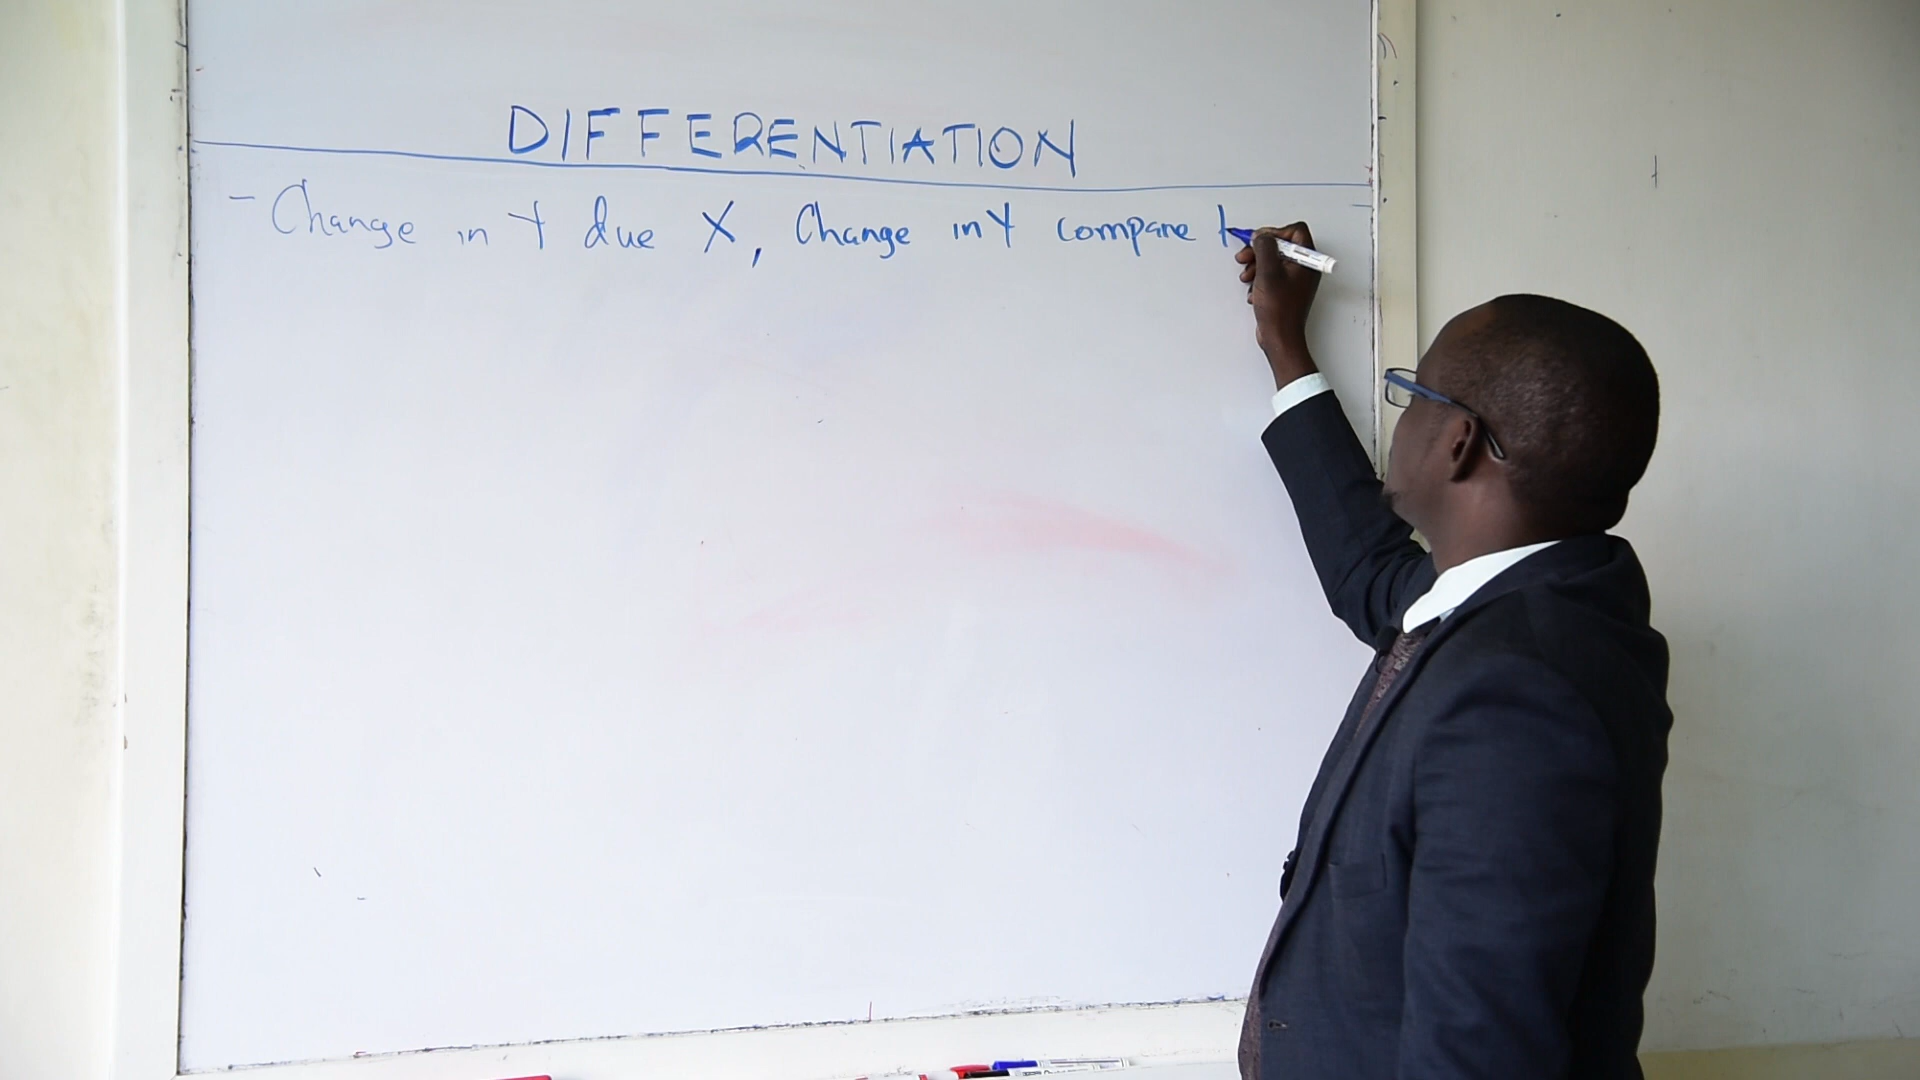 DIFFERENTIATION
- Change in Y due X, Change in Y compare t